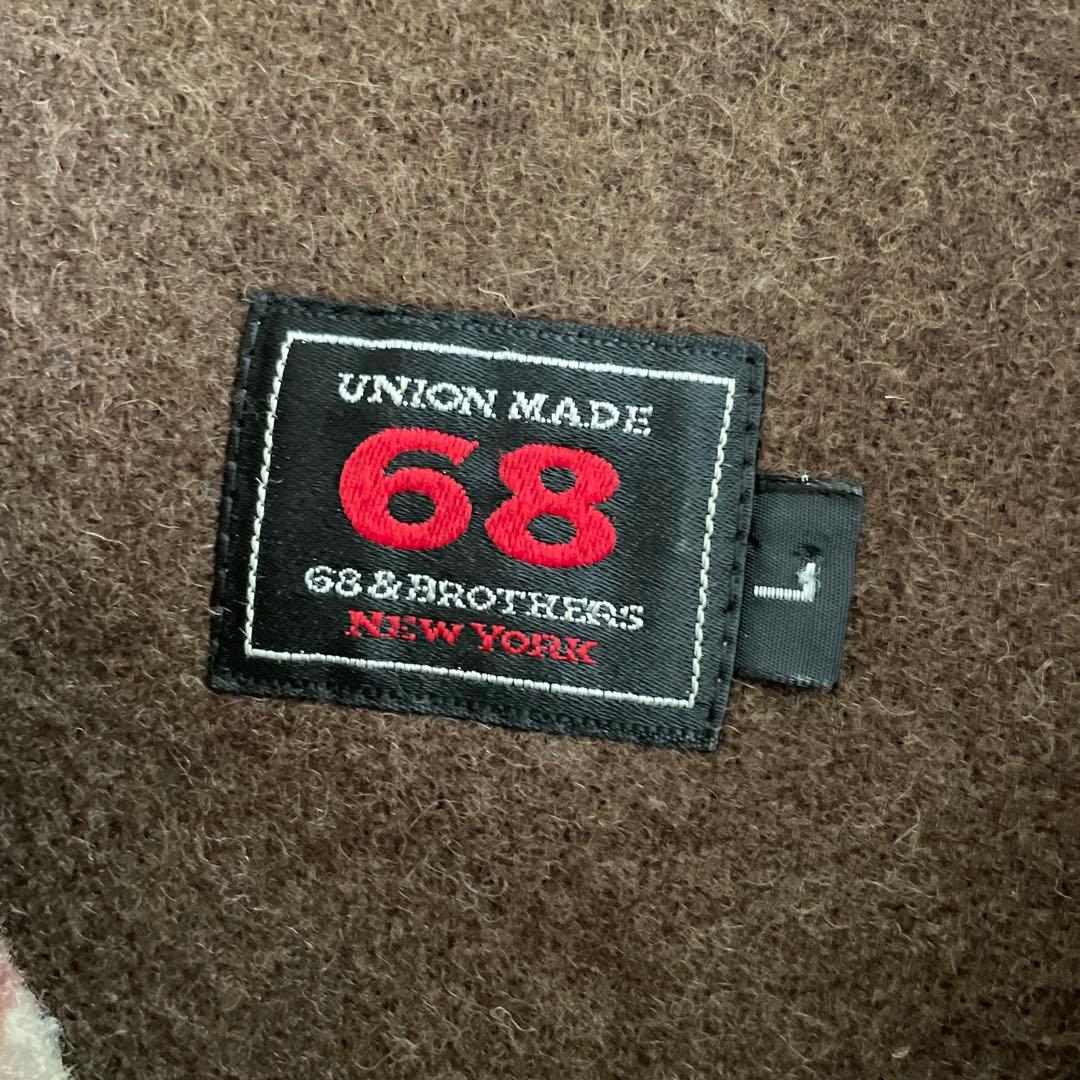 UNION MADE
68
68&BROTHERS
NEW YORK
L